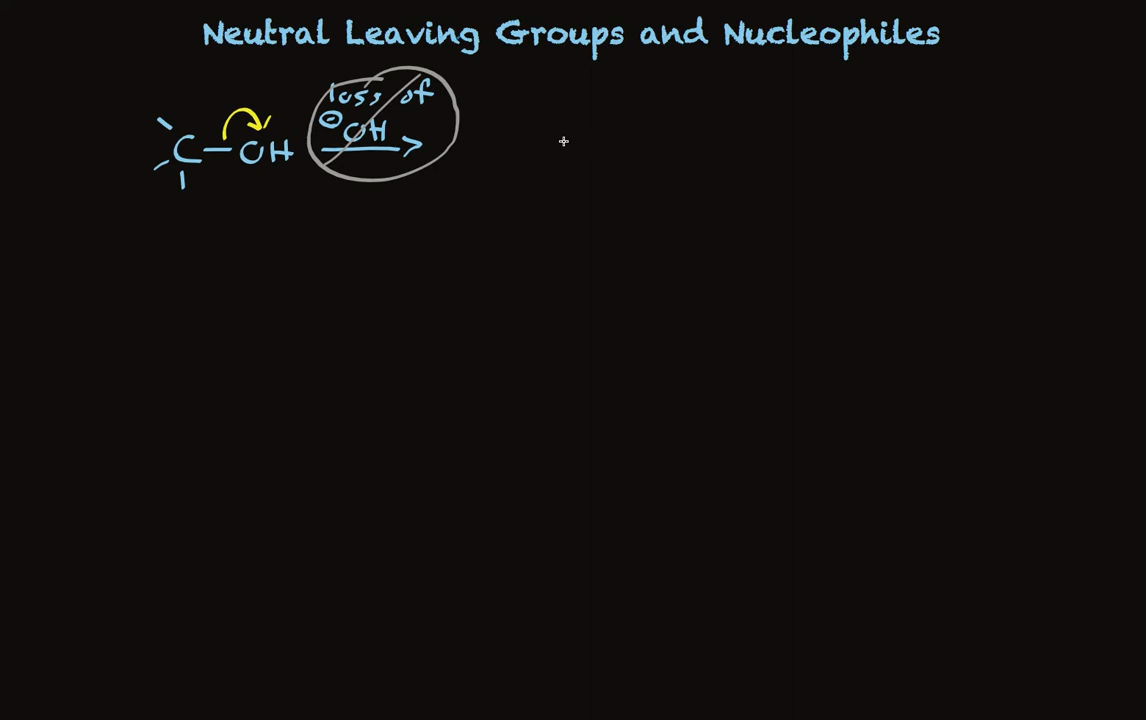 Neutral Leaving Groups and Nucleophiles
loss of
⊖OH
C—OH